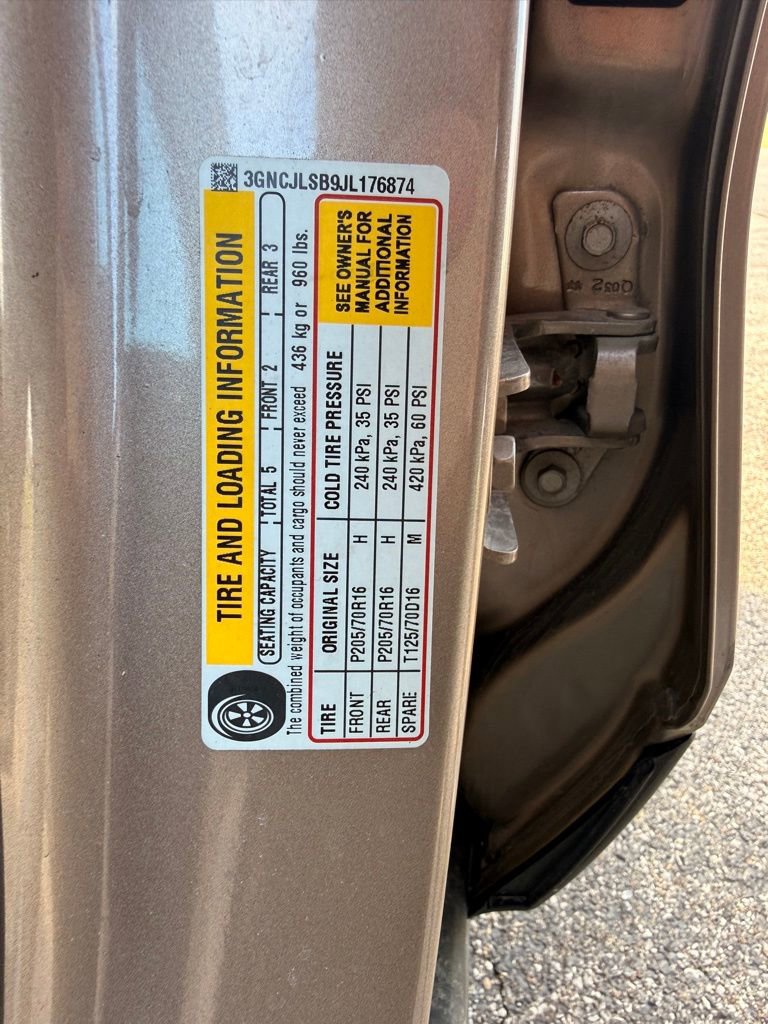 3GNCJLSB9JL176874
TIRE AND LOADING INFORMATION
SEATING CAPACITY TOTAL 5 FRONT 2 REAR 3
The combined weight of occupants and cargo should never exceed 436 kg or 960 lbs.
TIRE ORIGINAL SIZE COLD TIRE PRESSURE
FRONT P205/70R16 H 240 kPa, 35 PSI
REAR P205/70R16 H 240 kPa, 35 PSI
SPARE T125/70D16 M 420 kPa, 60 PSI
SEE OWNER'S
MANUAL FOR
ADDITIONAL
INFORMATION